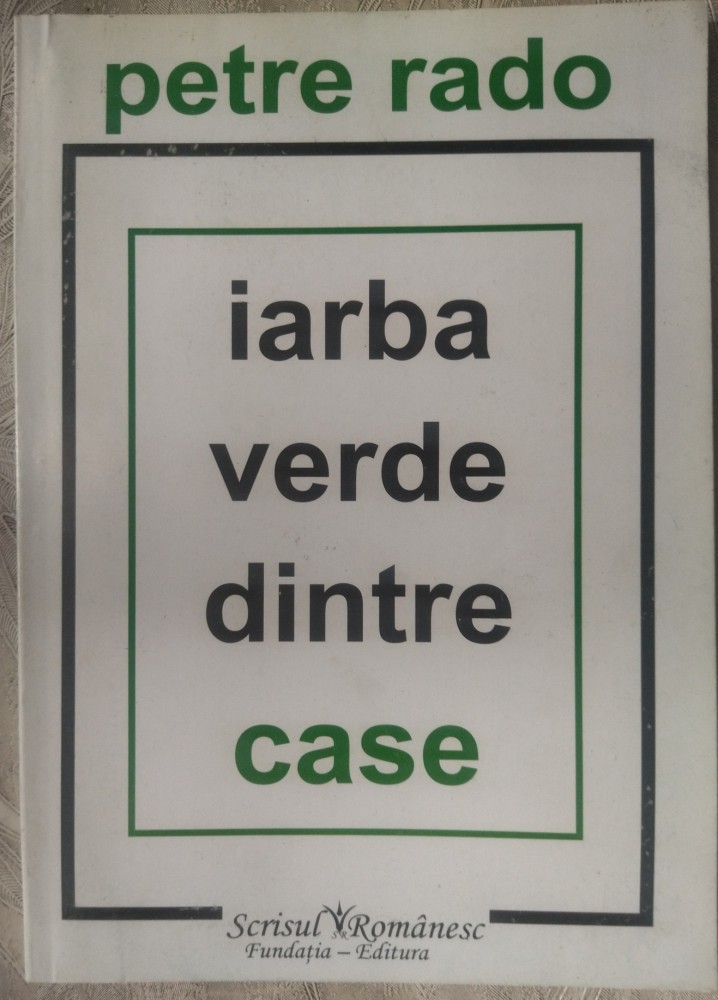 petre rado
iarba
verde
dintre
case
Scrisul Românesc
Fundația – Editura